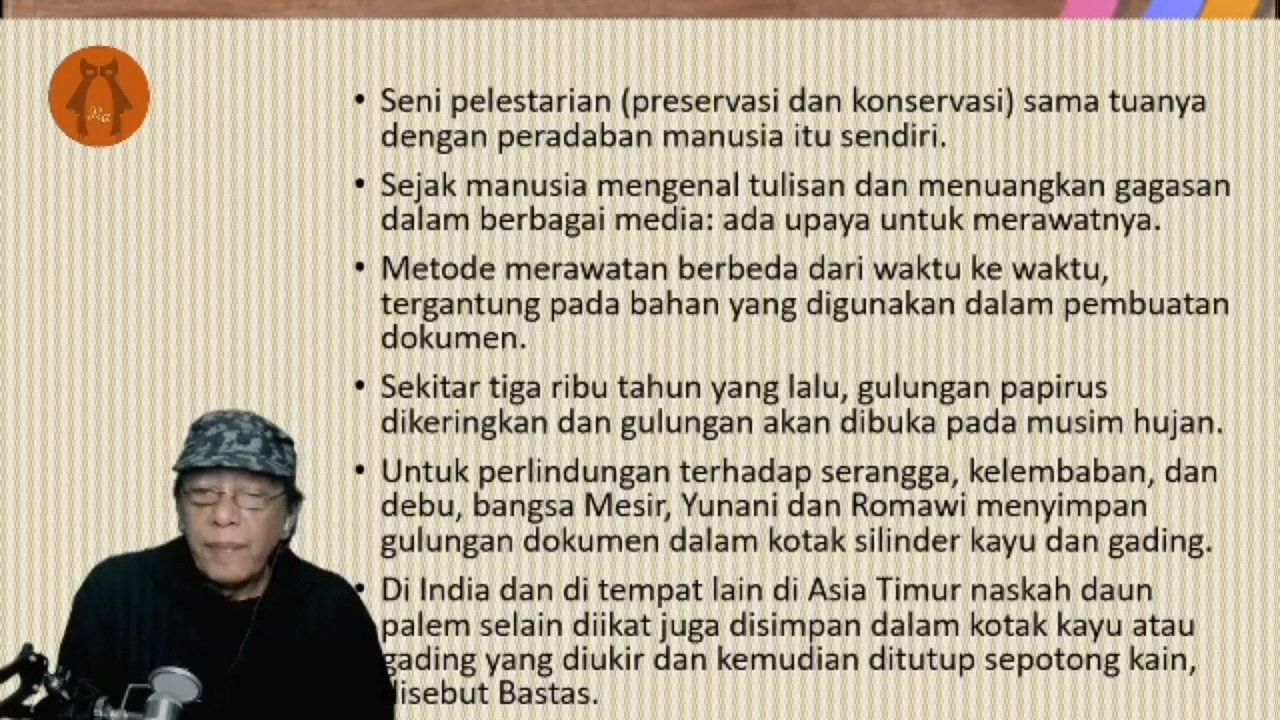 • Seni pelestarian (preservasi dan konservasi) sama tuanya
dengan peradaban manusia itu sendiri.
• Sejak manusia mengenal tulisan dan menuangkan gagasan
dalam berbagai media: ada upaya untuk merawatnya.
• Metode merawatan berbeda dari waktu ke waktu,
tergantung pada bahan yang digunakan dalam pembuatan
dokumen.
• Sekitar tiga ribu tahun yang lalu, gulungan papirus
dikeringkan dan gulungan akan dibuka pada musim hujan.
• Untuk perlindungan terhadap serangga, kelembaban, dan
debu, bangsa Mesir, Yunani dan Romawi menyimpan
gulungan dokumen dalam kotak silinder kayu dan gading.
• Di India dan di tempat lain di Asia Timur naskah daun
palem selain diikat juga disimpan dalam kotak kayu atau
gading yang diukir dan kemudian ditutup sepotong kain,
disebut Bastas.